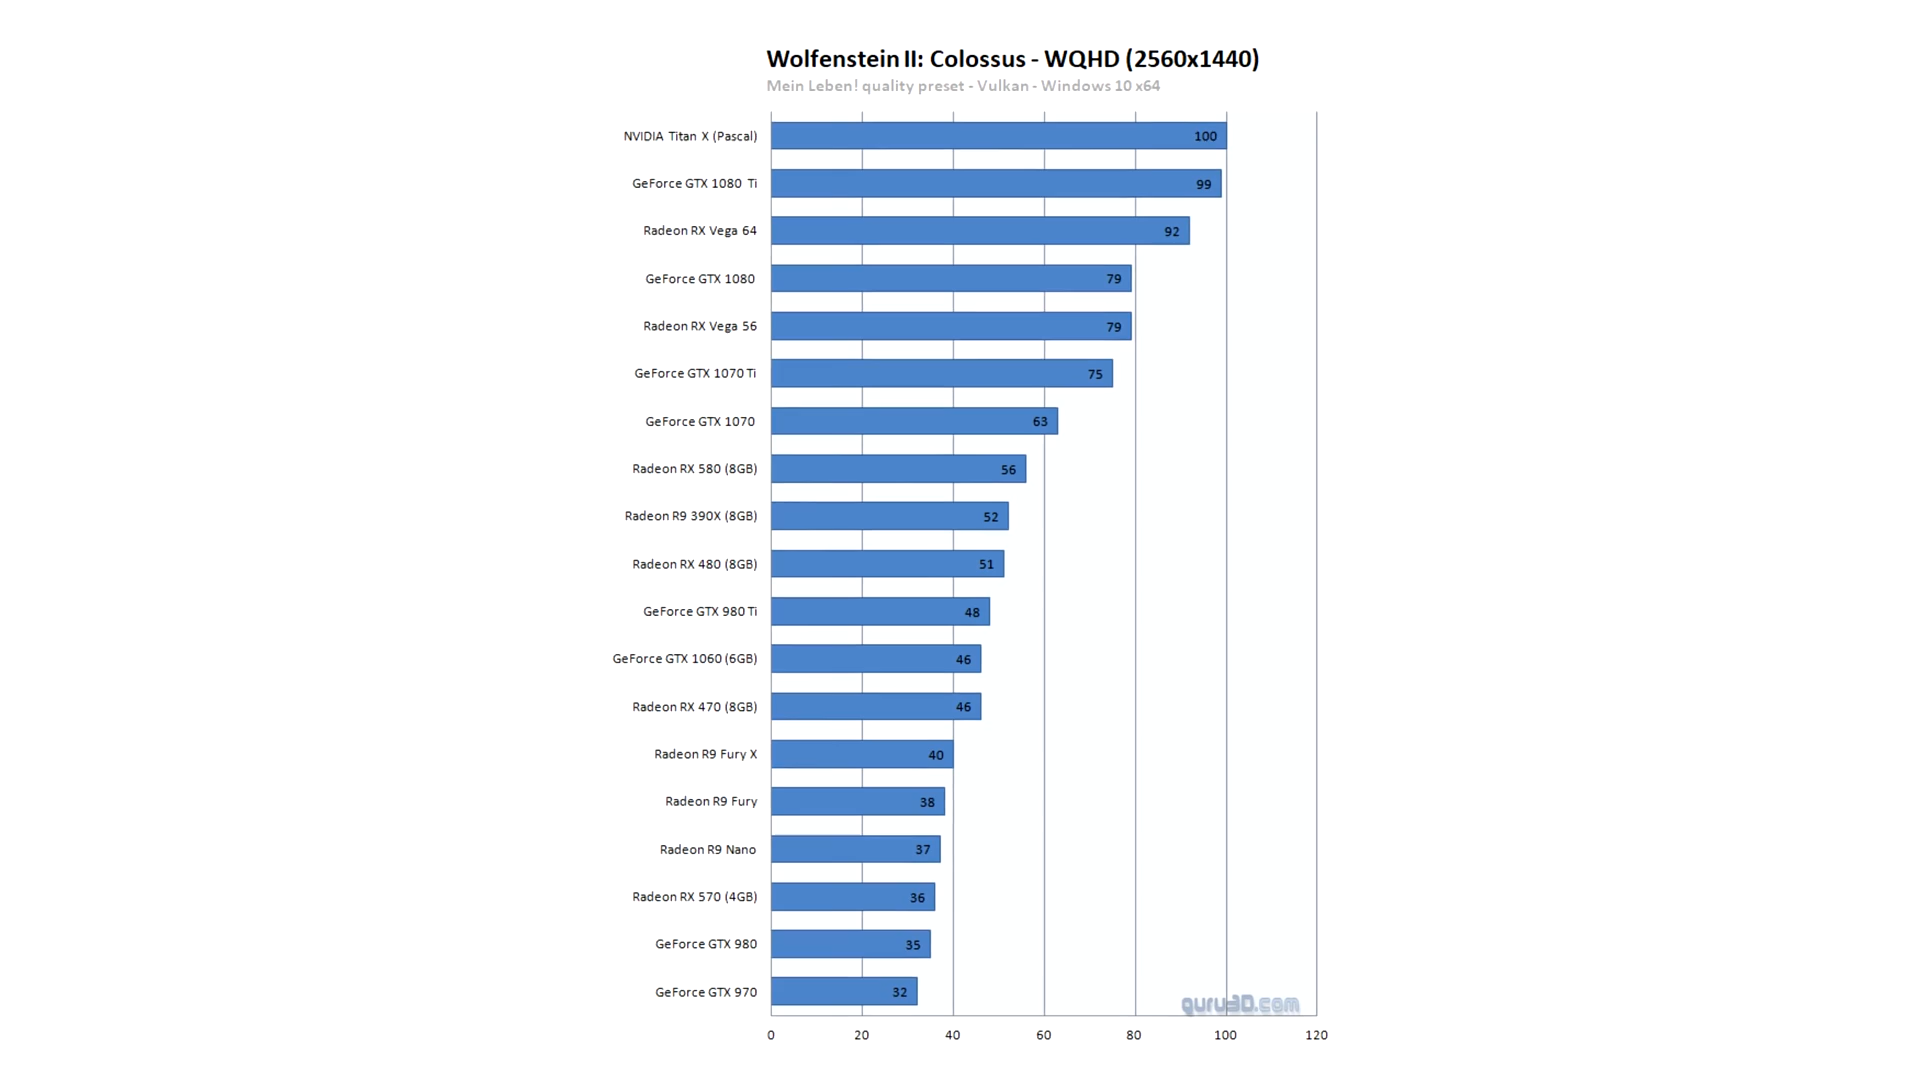 Wolfenstein II: Colossus - WQHD (2560x1440)
Mein Leben! quality preset - Vulkan - Windows 10 x64
NVIDIA Titan X (Pascal) 100
GeForce GTX 1080 Ti 99
Radeon RX Vega 64 92
GeForce GTX 1080 79
Radeon RX Vega 56 79
GeForce GTX 1070 Ti 75
GeForce GTX 1070 63
Radeon RX 580 (8GB) 56
Radeon R9 390X (8GB) 52
Radeon RX 480 (8GB) 51
GeForce GTX 980 Ti 48
GeForce GTX 1060 (6GB) 46
Radeon RX 470 (8GB) 46
Radeon R9 Fury X 40
Radeon R9 Fury 38
Radeon R9 Nano 37
Radeon RX 570 (4GB) 36
GeForce GTX 980 35
GeForce GTX 970 32
guru3D.com
0 20 40 60 80 100 120